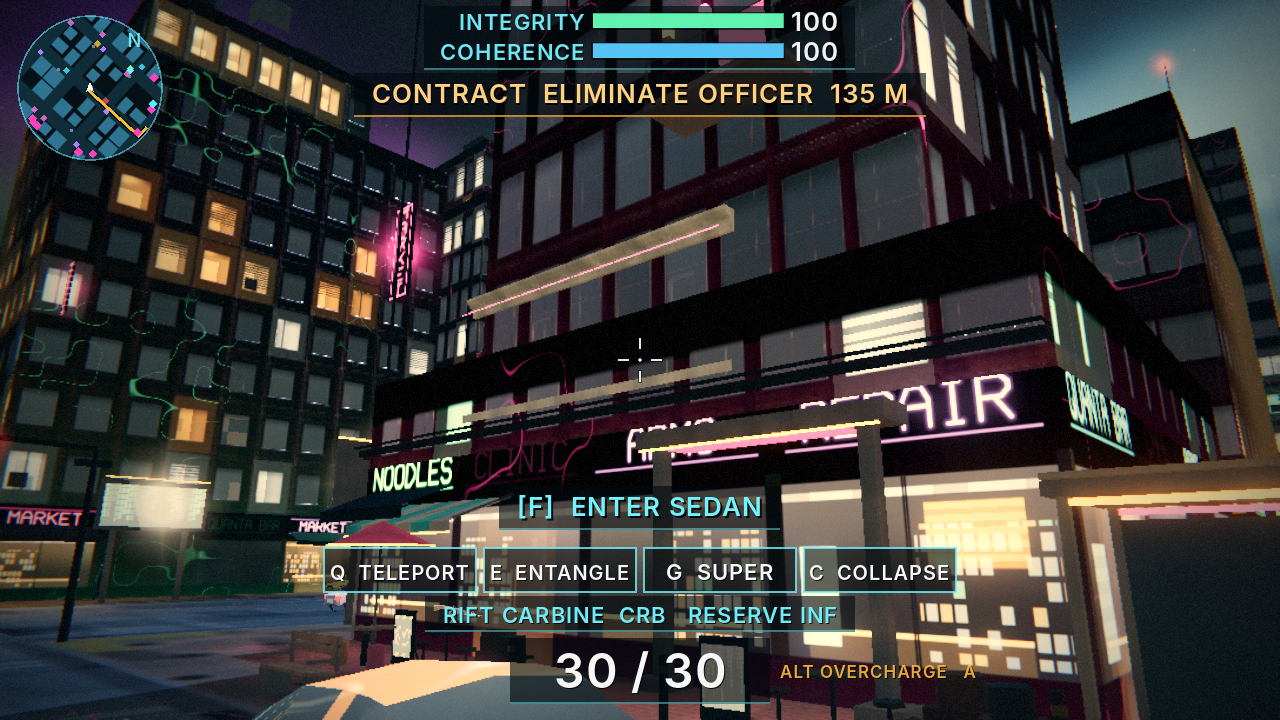 N
INTEGRITY 100
COHERENCE 100
CONTRACT ELIMINATE OFFICER 135 M
NOODLES
CLINIC
ARMS
REPAIR
QUANTA BAR
MARKET
QUANTA BAR
MARKET
[F] ENTER SEDAN
Q TELEPORT
E ENTANGLE
G SUPER
C COLLAPSE
RIFT CARBINE CRB RESERVE INF
30 / 30
ALT OVERCHARGE A